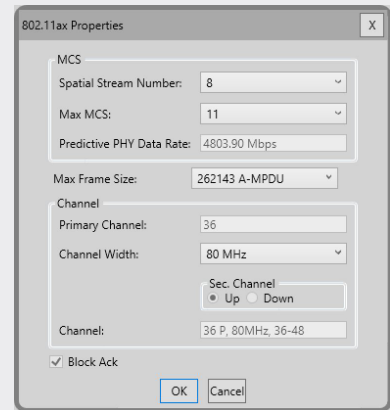 802.11ax Properties X
MCS
Spatial Stream Number: 8
Max MCS: 11
Predictive PHY Data Rate: 4803.90 Mbps
Max Frame Size: 262143 A-MPDU
Channel
Primary Channel: 36
Channel Width: 80 MHz
Sec. Channel
Up Down
Channel: 36 P, 80MHz, 36-48
Block Ack
OK Cancel